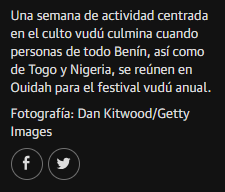 Una semana de actividad centrada
en el culto vudú culmina cuando
personas de todo Benín, así como
de Togo y Nigeria, se reúnen en
Ouidah para el festival vudú anual.
Fotografía: Dan Kitwood/Getty
Images